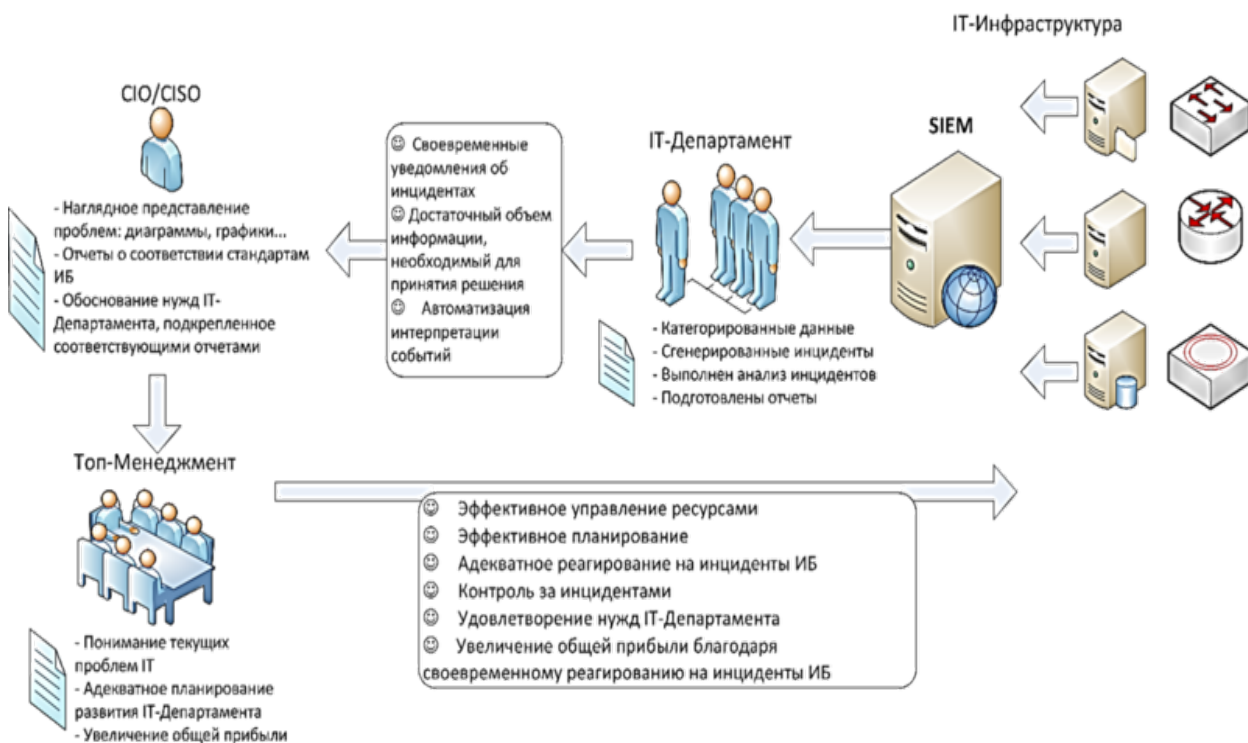 IT-Инфраструктура
CIO/CISO
- Наглядное представление
проблем: диаграммы, графики...
- Отчеты о соответствии стандартам
ИБ
- Обоснование нужд IT-
Департамента, подкрепленное
соответствующими отчетами
☺ Своевременные
уведомления об
инцидентах
☺ Достаточный объем
информации,
необходимый для
принятия решения
☺ Автоматизация
интерпретации
событий
IT-Департамент
- Категорированные данные
- Сгенерированные инциденты
- Выполнен анализ инцидентов
- Подготовлены отчеты
SIEM
Топ-Менеджмент
- Понимание текущих
проблем IT
- Адекватное планирование
развития IT-Департамента
- Увеличение общей прибыли
☺ Эффективное управление ресурсами
☺ Эффективное планирование
☺ Адекватное реагирование на инциденты ИБ
☺ Контроль за инцидентами
☺ Удовлетворение нужд IT-Департамента
☺ Увеличение общей прибыли благодаря
своевременному реагированию на инциденты ИБ